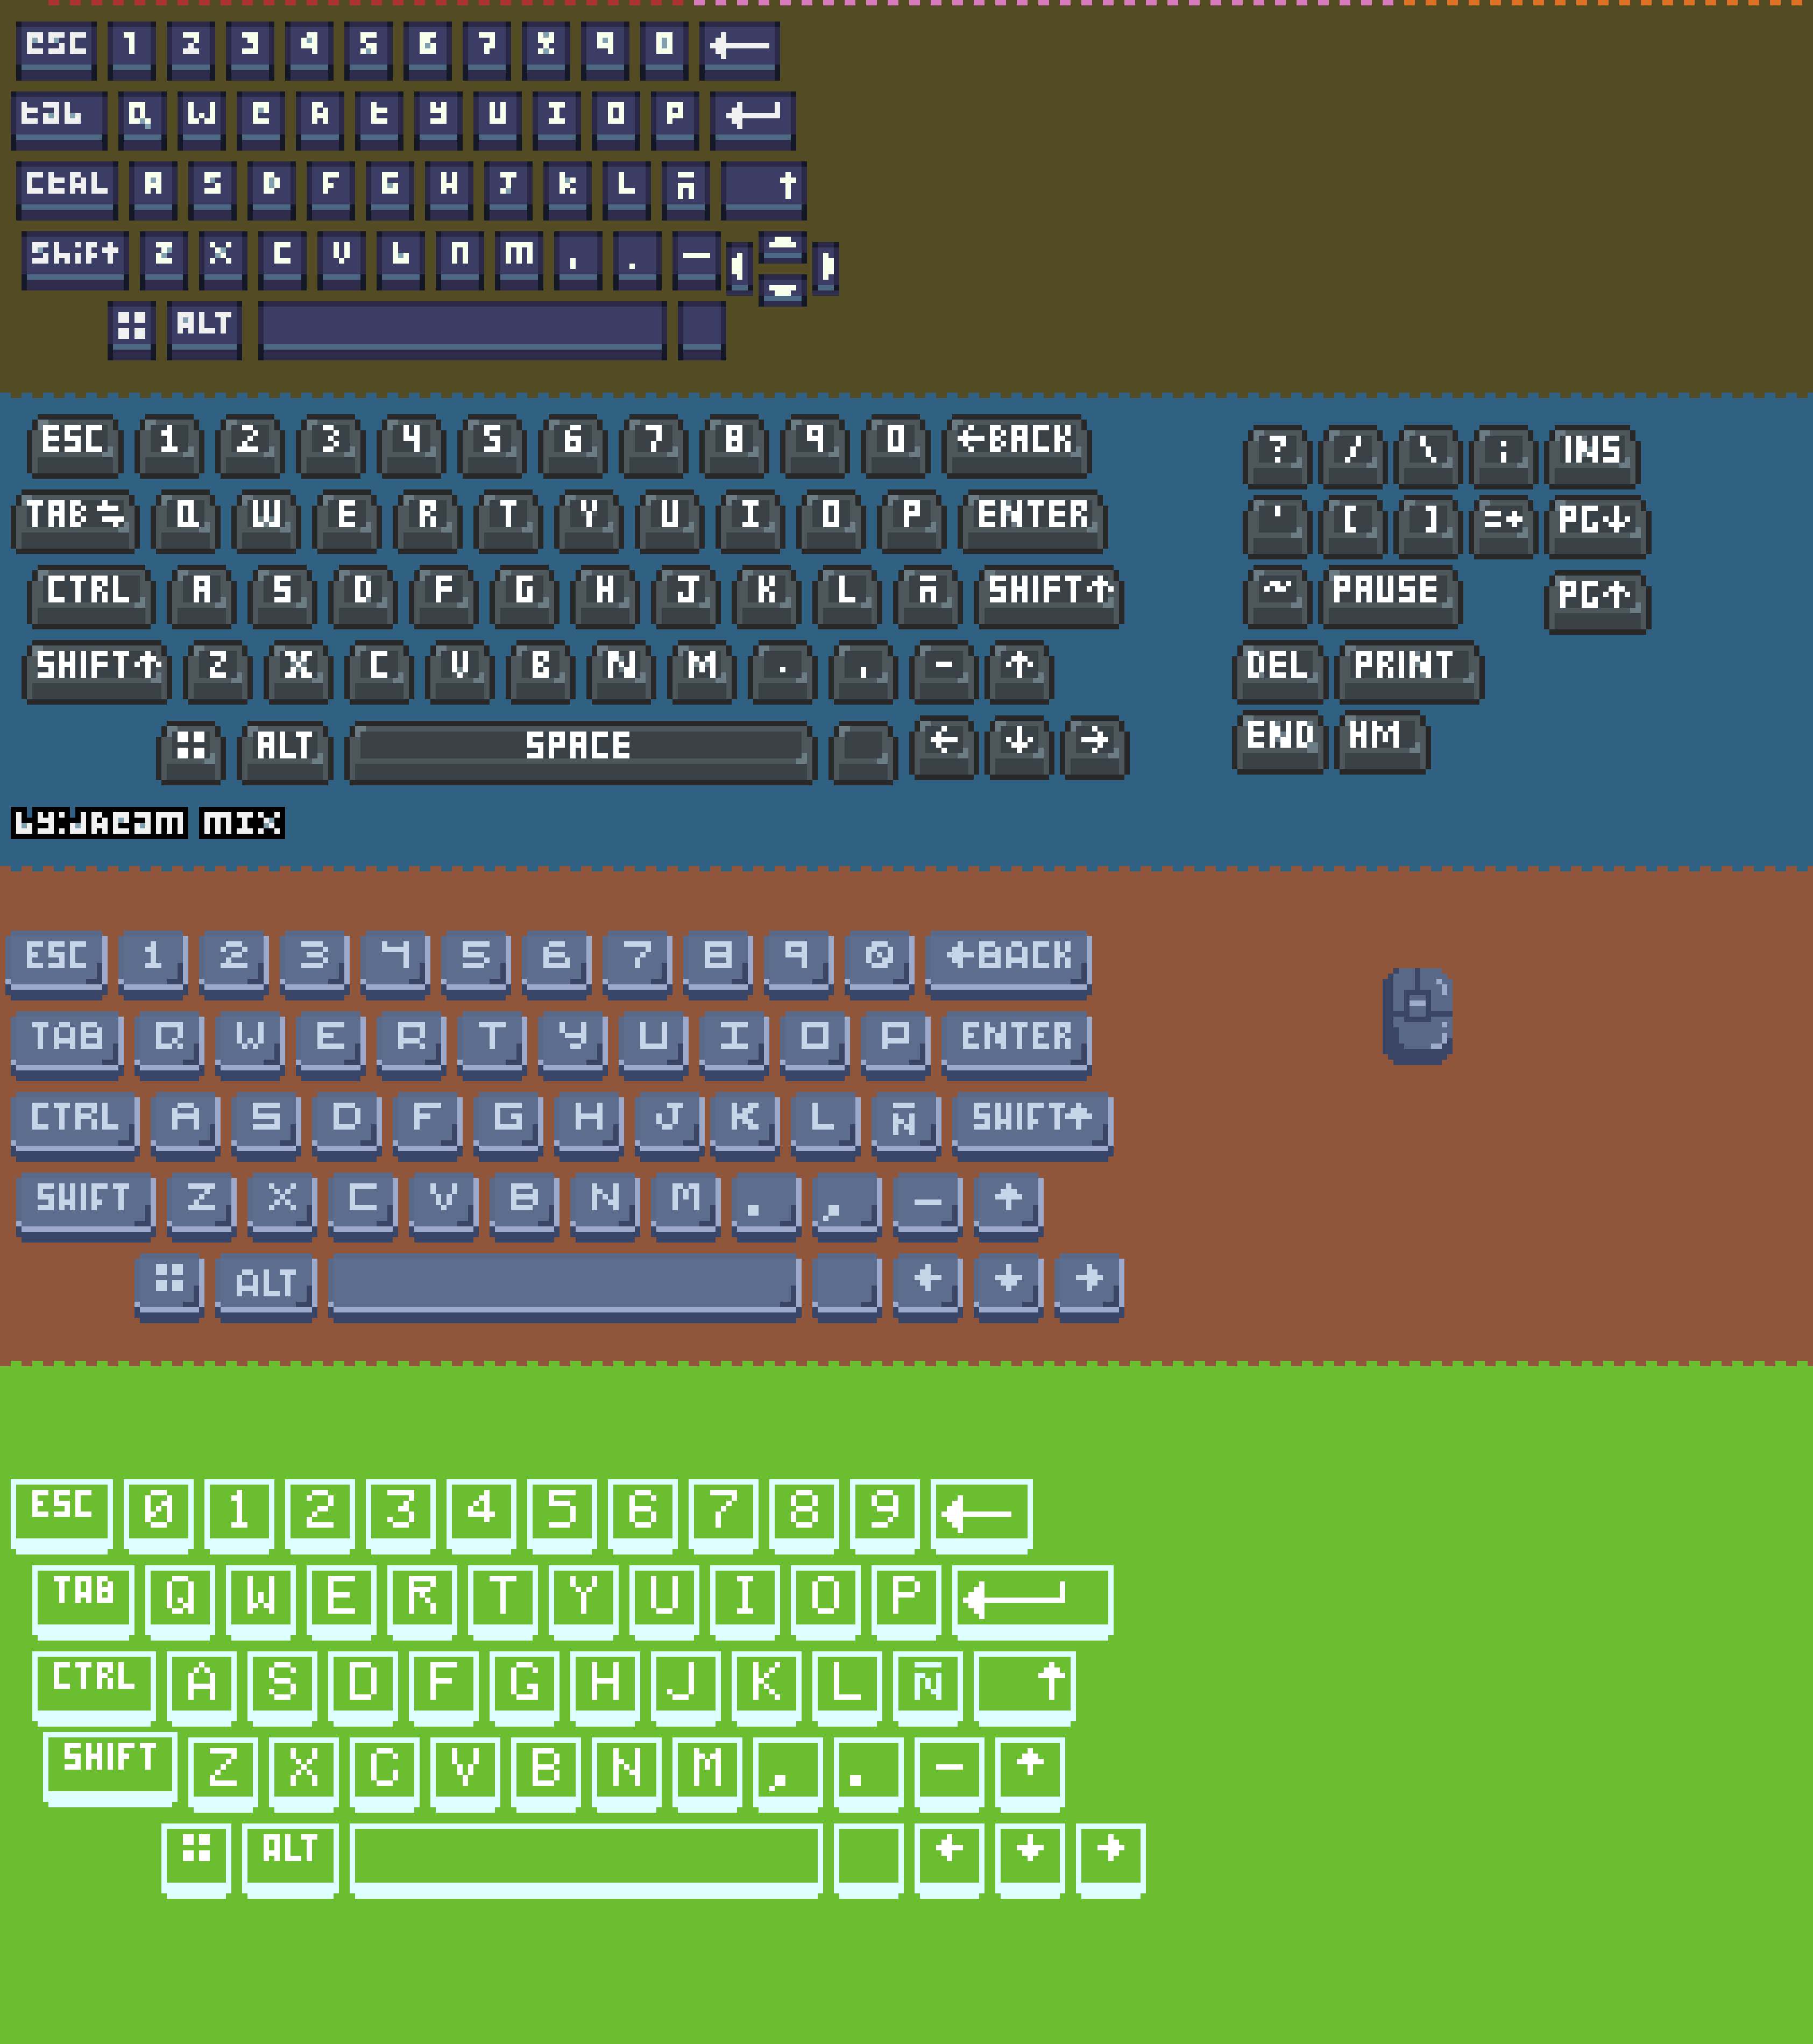 esc 1 2 3 4 5 6 7 8 9 0 ←
tab Q W e R t y U I O P ↵
CtRL A S D F G H J k L ñ ↑
Shift Z X C V b n m , . -
ALT
ESC 1 2 3 4 5 6 7 8 9 0 ←BACK
TAB⇆ Q W E R T Y U I O P ENTER
CTRL A S D F G H J K L ñ SHIFT↑
SHIFT↑ Z X C V B N M . , - ↑
ALT SPACE ← ↓ →
? / \ ; INS
' [ ] =+ PG↓
~ PAUSE PG↑
DEL PRINT
END HM
by:Jaeam MIX
ESC 1 2 3 4 5 6 7 8 9 0 ←BACK
TAB Q W E R T Y U I O P ENTER
CTRL A S D F G H J K L Ñ SHIFT↑
SHIFT Z X C V B N M . , - ↑
ALT ← ↓ →
ESC 0 1 2 3 4 5 6 7 8 9 ←
TAB Q W E R T Y U I O P ↵
CTRL A S D F G H J K L Ñ ↑
SHIFT Z X C V B N M , . - ↑
ALT ← ↓ →